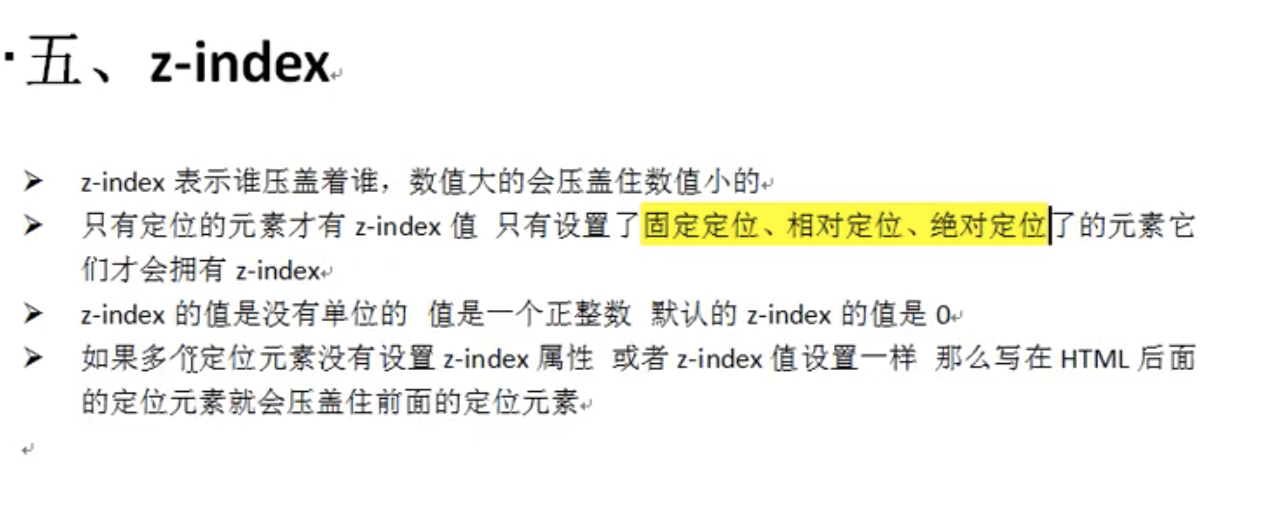 五、z-index
z-index 表示谁压盖着谁，数值大的会压盖住数值小的
只有定位的元素才有 z-index 值 只有设置了固定定位、相对定位、绝对定位了的元素它
们才会拥有 z-index
z-index 的值是没有单位的 值是一个正整数 默认的 z-index 的值是 0
如果多个定位元素没有设置 z-index 属性 或者 z-index 值设置一样 那么写在 HTML 后面
的定位元素就会压盖住前面的定位元素